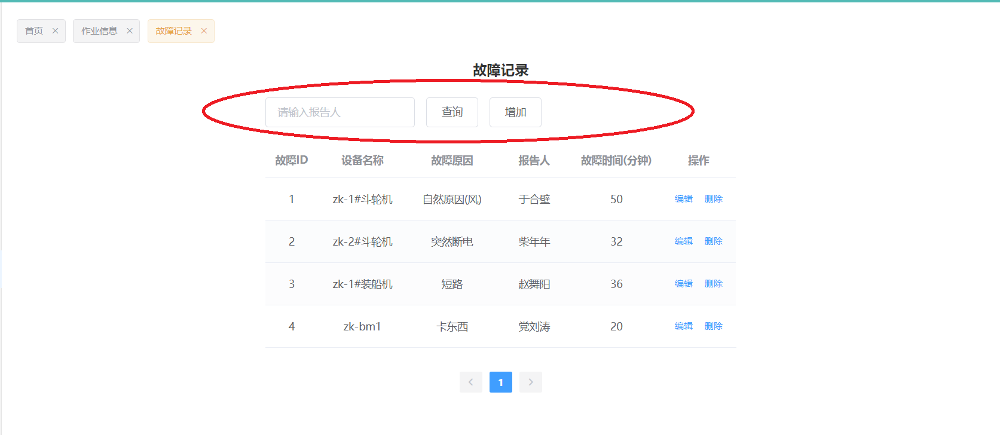 首页 作业信息 故障记录
故障记录
请输入报告人 查询 增加
故障ID 设备名称 故障原因 报告人 故障时间(分钟) 操作
1 zk-1#斗轮机 自然原因(风) 于合壁 50 编辑 删除
2 zk-2#斗轮机 突然断电 柴年年 32 编辑 删除
3 zk-1#装船机 短路 赵舞阳 36 编辑 删除
4 zk-bm1 卡东西 党刘涛 20 编辑 删除
1